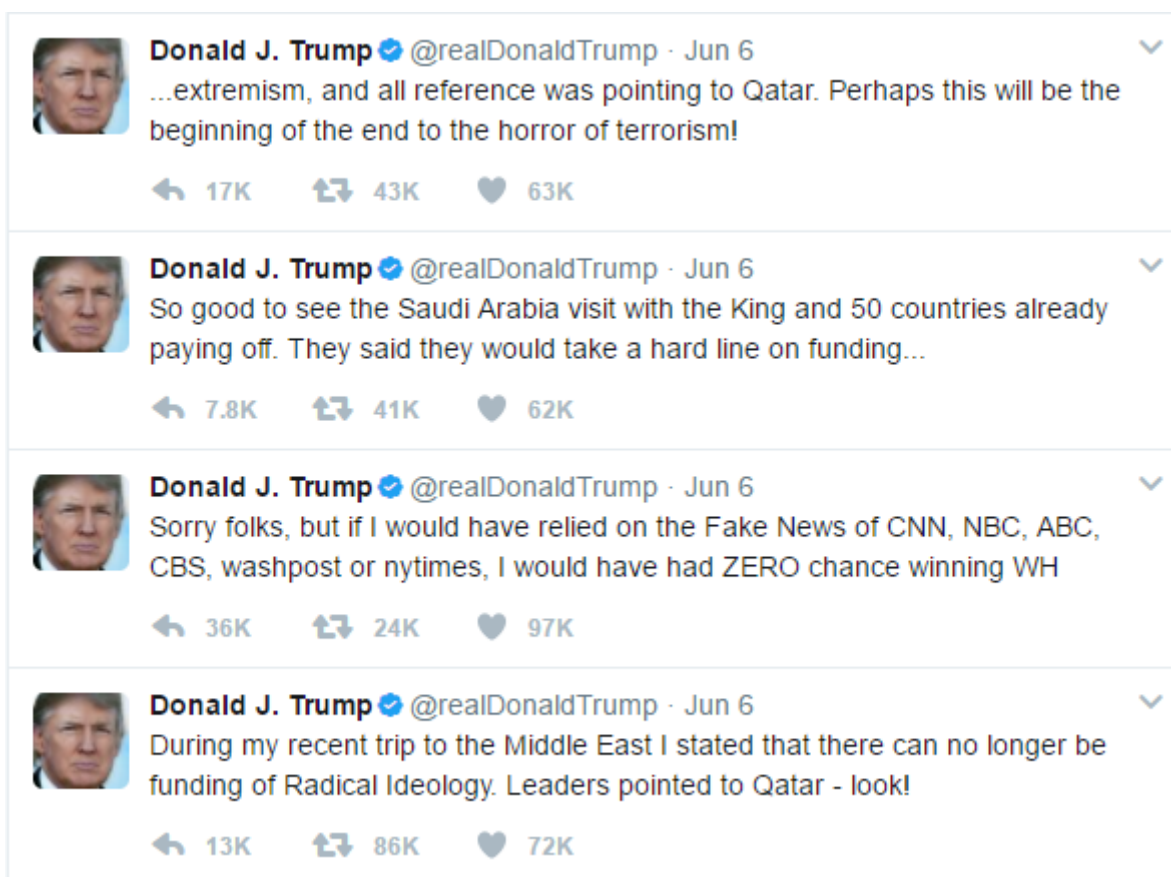 Donald J. Trump @realDonaldTrump · Jun 6
...extremism, and all reference was pointing to Qatar. Perhaps this will be the
beginning of the end to the horror of terrorism!
17K 43K 63K
Donald J. Trump @realDonaldTrump · Jun 6
So good to see the Saudi Arabia visit with the King and 50 countries already
paying off. They said they would take a hard line on funding...
7.8K 41K 62K
Donald J. Trump @realDonaldTrump · Jun 6
Sorry folks, but if I would have relied on the Fake News of CNN, NBC, ABC,
CBS, washpost or nytimes, I would have had ZERO chance winning WH
36K 24K 97K
Donald J. Trump @realDonaldTrump · Jun 6
During my recent trip to the Middle East I stated that there can no longer be
funding of Radical Ideology. Leaders pointed to Qatar - look!
13K 86K 72K